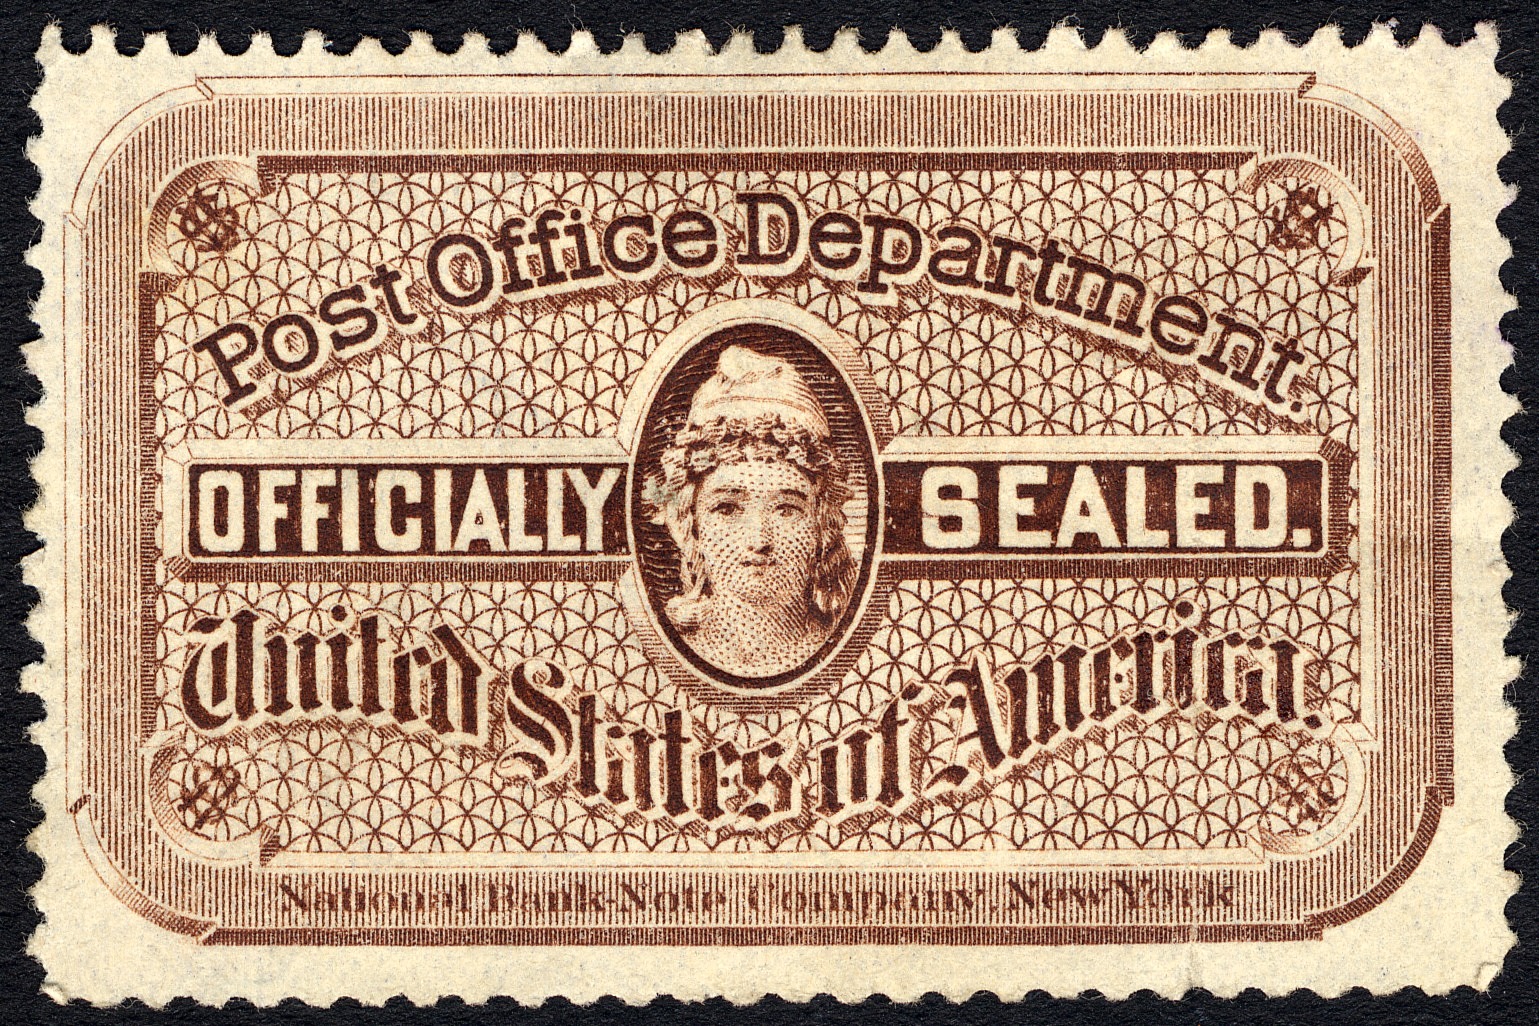 Post Office Department.
OFFICIALLY SEALED.
United States of America.
National Bank-Note Company, New York